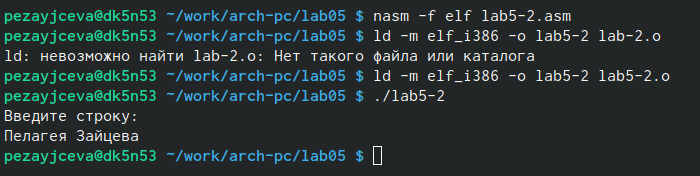 pezayjceva@dk5n53 ~/work/arch-pc/lab05 $ nasm -f elf lab5-2.asm
pezayjceva@dk5n53 ~/work/arch-pc/lab05 $ ld -m elf_i386 -o lab5-2 lab-2.o
ld: невозможно найти lab-2.o: Нет такого файла или каталога
pezayjceva@dk5n53 ~/work/arch-pc/lab05 $ ld -m elf_i386 -o lab5-2 lab5-2.o
pezayjceva@dk5n53 ~/work/arch-pc/lab05 $ ./lab5-2
Введите строку:
Пелагея Зайцева
pezayjceva@dk5n53 ~/work/arch-pc/lab05 $